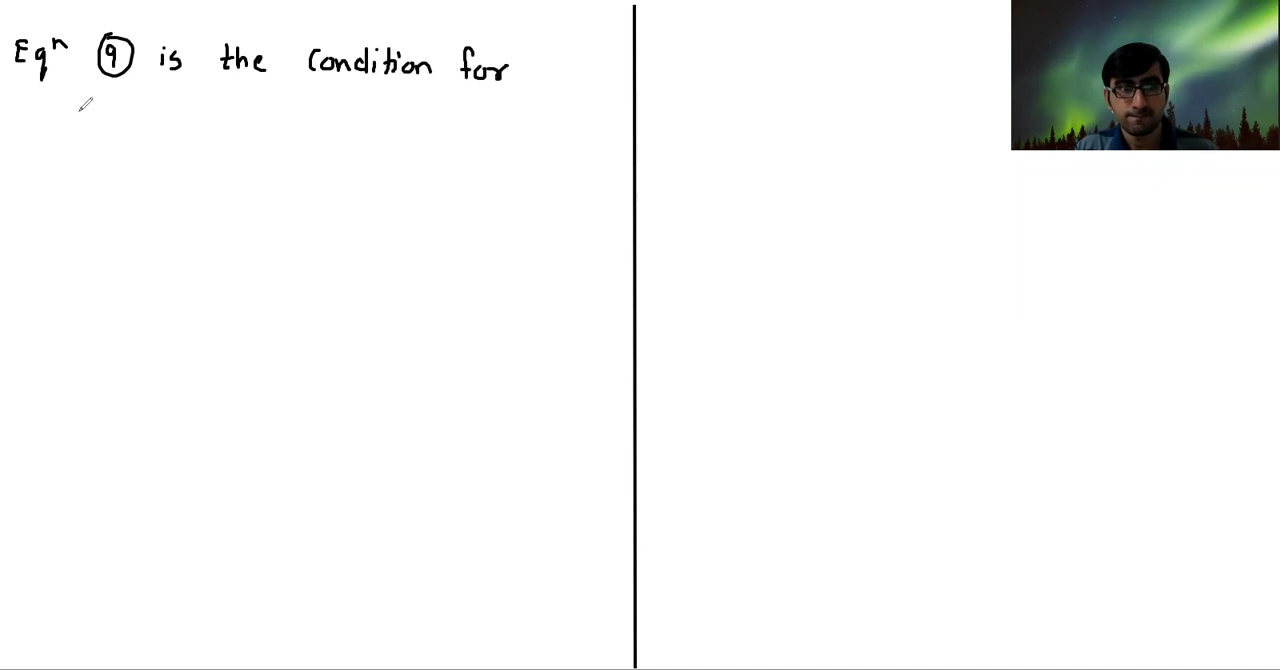 Eqⁿ ⑨ is the condition for